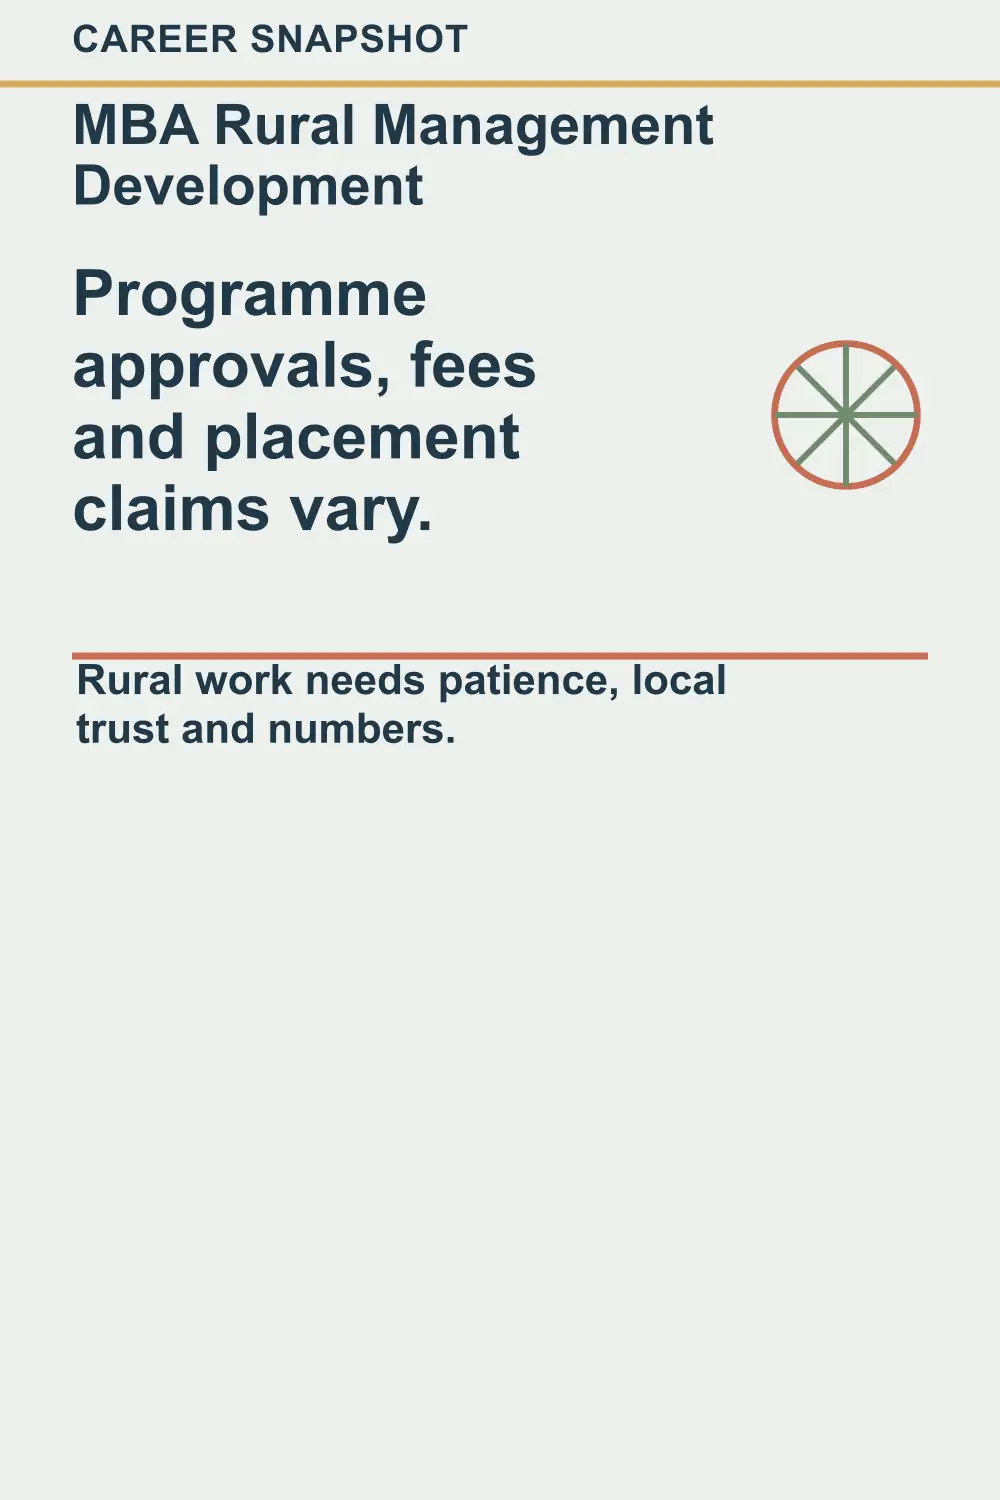 CAREER SNAPSHOT
MBA Rural Management
Development
Programme
approvals, fees
and placement
claims vary.
Rural work needs patience, local
trust and numbers.